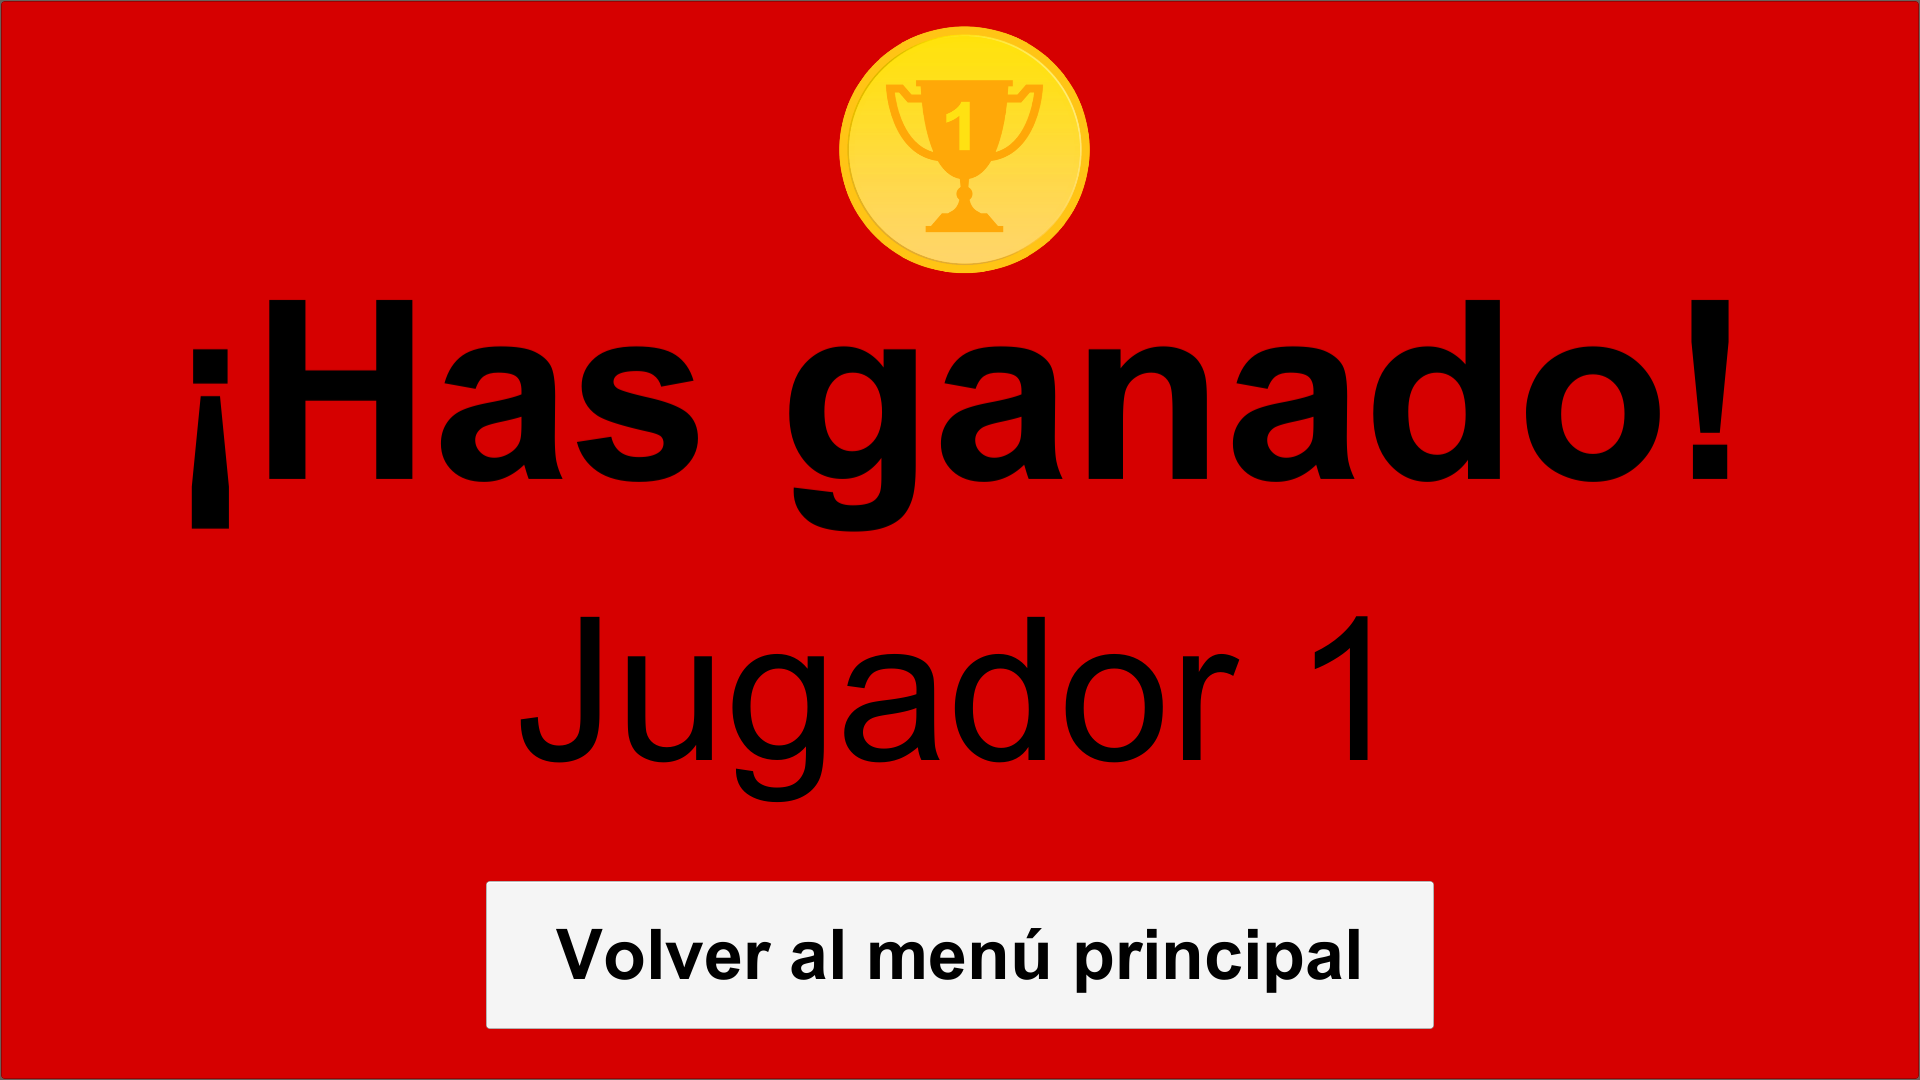 1
¡Has ganado!
Jugador 1
Volver al menú principal